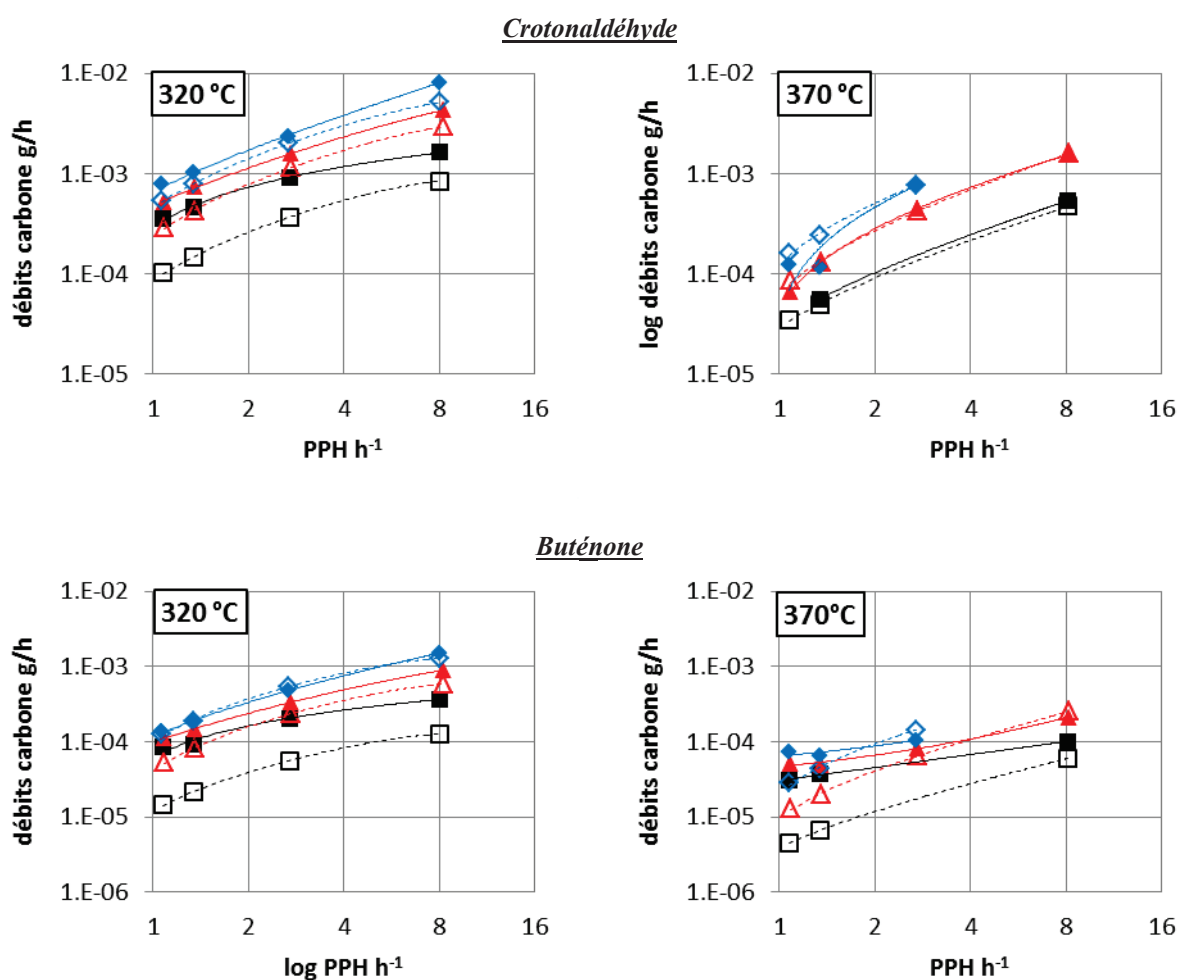 Crotonaldéhyde
320 °C
débits carbone g/h
1.E-02
1.E-03
1.E-04
1.E-05
1 2 4 8 16
PPH h-1
370 °C
log débits carbone g/h
1.E-02
1.E-03
1.E-04
1.E-05
1 2 4 8 16
PPH h-1
Buténone
320 °C
débits carbone g/h
1.E-02
1.E-03
1.E-04
1.E-05
1.E-06
1 2 4 8 16
log PPH h-1
370°C
débits carbone g/h
1.E-02
1.E-03
1.E-04
1.E-05
1.E-06
1 2 4 8 16
PPH h-1